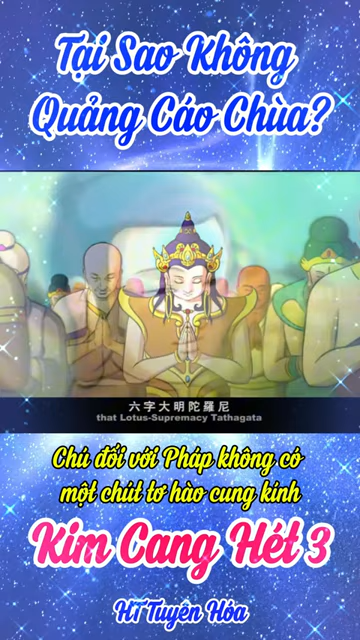 Tại Sao Không
Quảng Cáo Chùa?
六字大明陀羅尼
that Lotus-Supremacy Tathagata
Chú đối với Pháp không có
một chút tơ hào cung kính
Kim Cang Hét 3
HT Tuyên Hóa